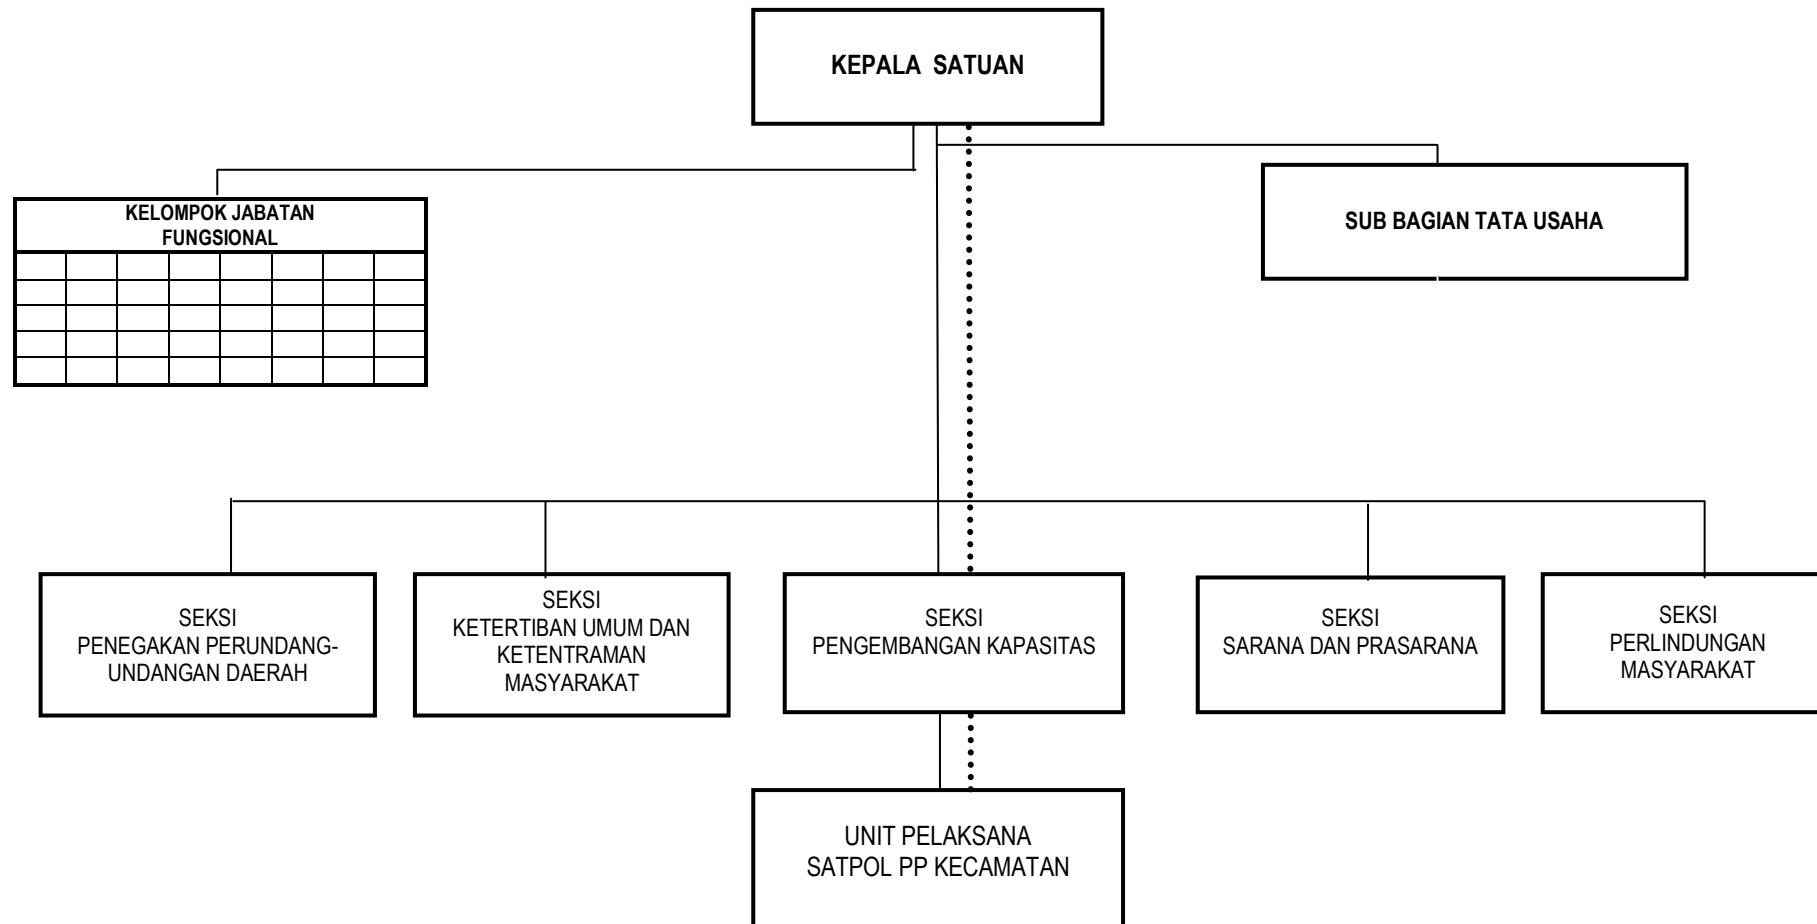 KEPALA SATUAN
KELOMPOK JABATAN
FUNGSIONAL
SUB BAGIAN TATA USAHA
SEKSI
PENEGAKAN PERUNDANG-
UNDANGAN DAERAH
SEKSI
KETERTIBAN UMUM DAN
KETENTRAMAN
MASYARAKAT
SEKSI
PENGEMBANGAN KAPASITAS
SEKSI
SARANA DAN PRASARANA
SEKSI
PERLINDUNGAN
MASYARAKAT
UNIT PELAKSANA
SATPOL PP KECAMATAN